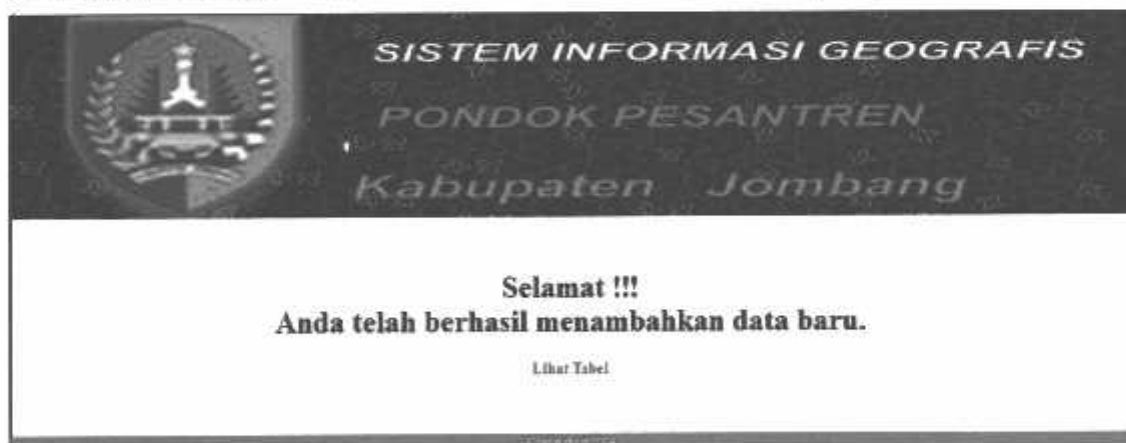 SISTEM INFORMASI GEOGRAFIS
PONDOK PESANTREN
Kabupaten Jombang
Selamat !!!
Anda telah berhasil menambahkan data baru.
Lihat Tabel